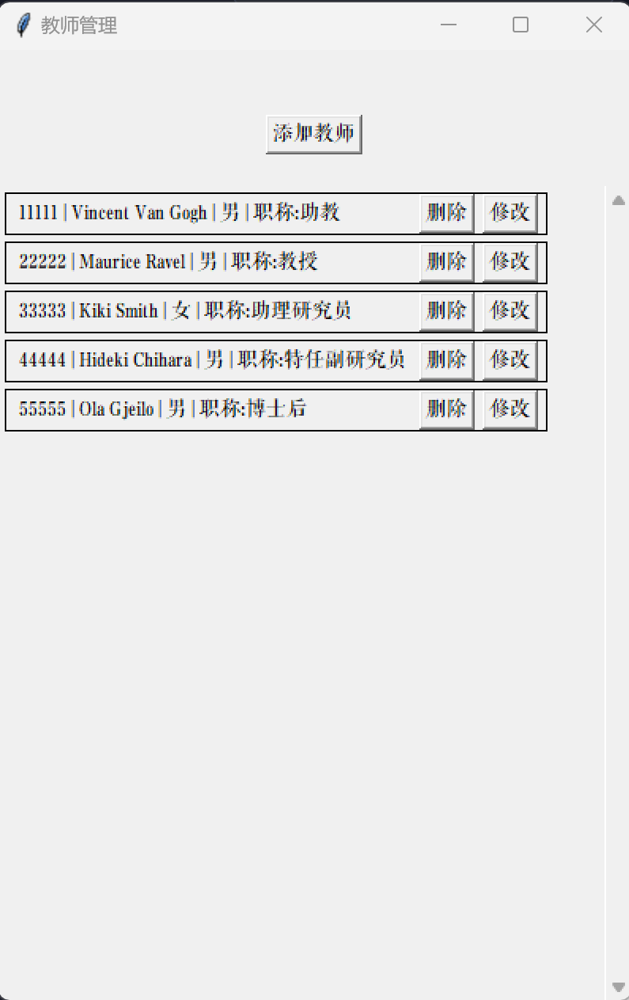 教师管理
添加教师
11111 | Vincent Van Gogh | 男 | 职称:助教 删除 修改
22222 | Maurice Ravel | 男 | 职称:教授 删除 修改
33333 | Kiki Smith | 女 | 职称:助理研究员 删除 修改
44444 | Hideki Chihara | 男 | 职称:特任副研究员 删除 修改
55555 | Ola Gjeilo | 男 | 职称:博士后 删除 修改